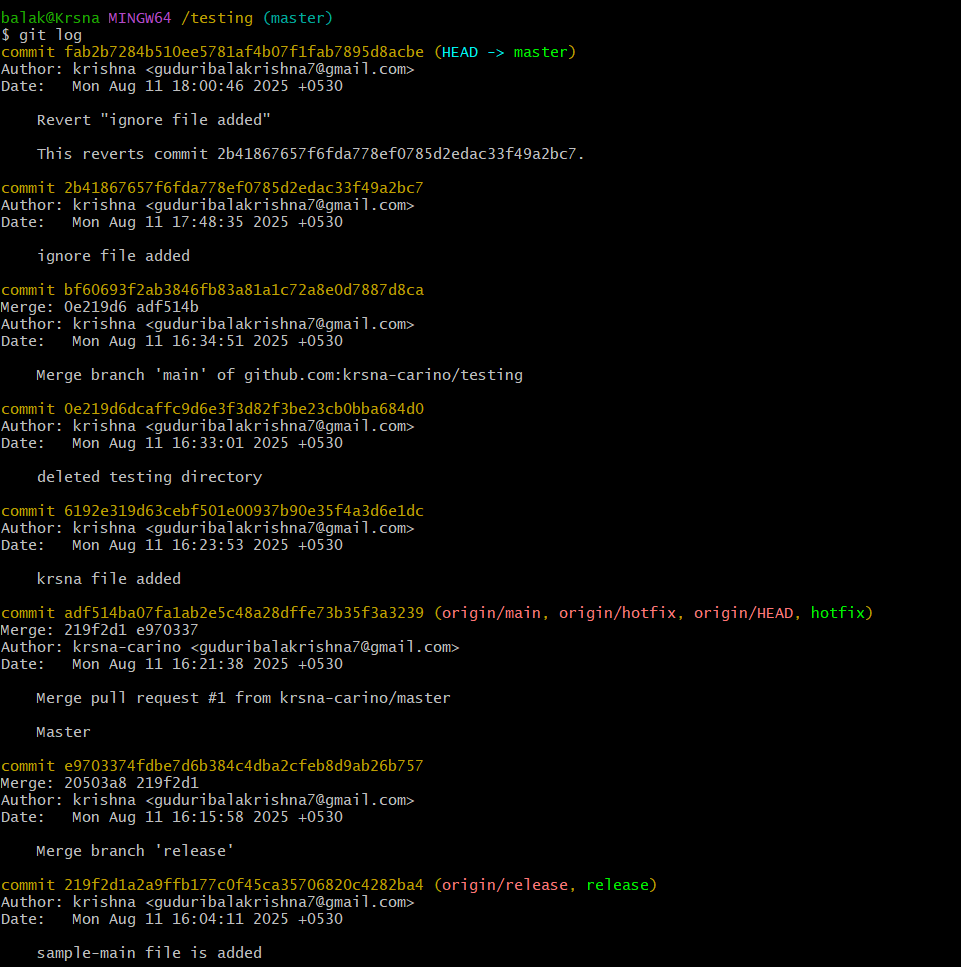 balak@Krsna MINGW64 /testing (master)
$ git log
commit fab2b7284b510ee5781af4b07f1fab7895d8acbe (HEAD -> master)
Author: krishna <guduribalakrishna7@gmail.com>
Date:   Mon Aug 11 18:00:46 2025 +0530
Revert "ignore file added"
This reverts commit 2b41867657f6fda778ef0785d2edac33f49a2bc7.
commit 2b41867657f6fda778ef0785d2edac33f49a2bc7
Author: krishna <guduribalakrishna7@gmail.com>
Date:   Mon Aug 11 17:48:35 2025 +0530
ignore file added
commit bf60693f2ab3846fb83a81a1c72a8e0d7887d8ca
Merge: 0e219d6 adf514b
Author: krishna <guduribalakrishna7@gmail.com>
Date:   Mon Aug 11 16:34:51 2025 +0530
Merge branch 'main' of github.com:krsna-carino/testing
commit 0e219d6dcaffc9d6e3f3d82f3be23cb0bba684d0
Author: krishna <guduribalakrishna7@gmail.com>
Date:   Mon Aug 11 16:33:01 2025 +0530
deleted testing directory
commit 6192e319d63cebf501e00937b90e35f4a3d6e1dc
Author: krishna <guduribalakrishna7@gmail.com>
Date:   Mon Aug 11 16:23:53 2025 +0530
krsna file added
commit adf514ba07fa1ab2e5c48a28dffe73b35f3a3239 (origin/main, origin/hotfix, origin/HEAD, hotfix)
Merge: 219f2d1 e970337
Author: krsna-carino <guduribalakrishna7@gmail.com>
Date:   Mon Aug 11 16:21:38 2025 +0530
Merge pull request #1 from krsna-carino/master
Master
commit e9703374fdbe7d6b384c4dba2cfeb8d9ab26b757
Merge: 20503a8 219f2d1
Author: krishna <guduribalakrishna7@gmail.com>
Date:   Mon Aug 11 16:15:58 2025 +0530
Merge branch 'release'
commit 219f2d1a2a9ffb177c0f45ca35706820c4282ba4 (origin/release, release)
Author: krishna <guduribalakrishna7@gmail.com>
Date:   Mon Aug 11 16:04:11 2025 +0530
sample-main file is added